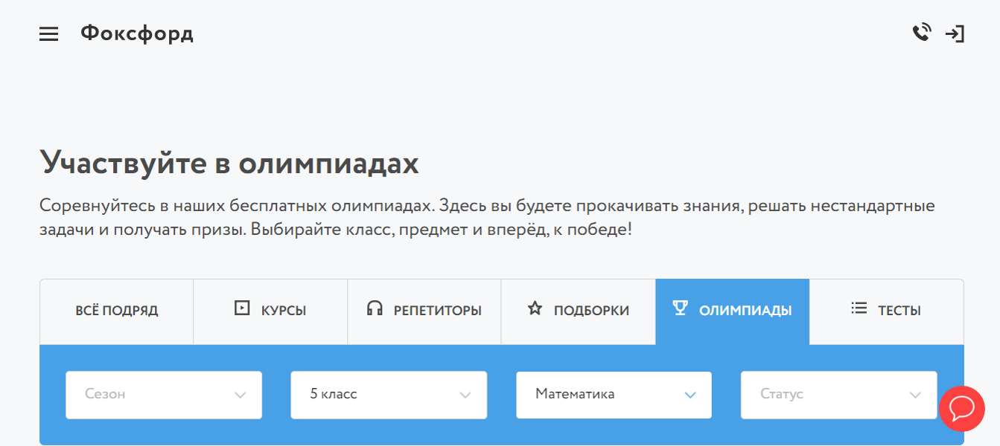 Фоксфорд
Участвуйте в олимпиадах
Соревнуйтесь в наших бесплатных олимпиадах. Здесь вы будете прокачивать знания, решать нестандартные
задачи и получать призы. Выбирайте класс, предмет и вперёд, к победе!
ВСЁ ПОДРЯД
КУРСЫ
РЕПЕТИТОРЫ
ПОДБОРКИ
ОЛИМПИАДЫ
ТЕСТЫ
Сезон
5 класс
Математика
Статус